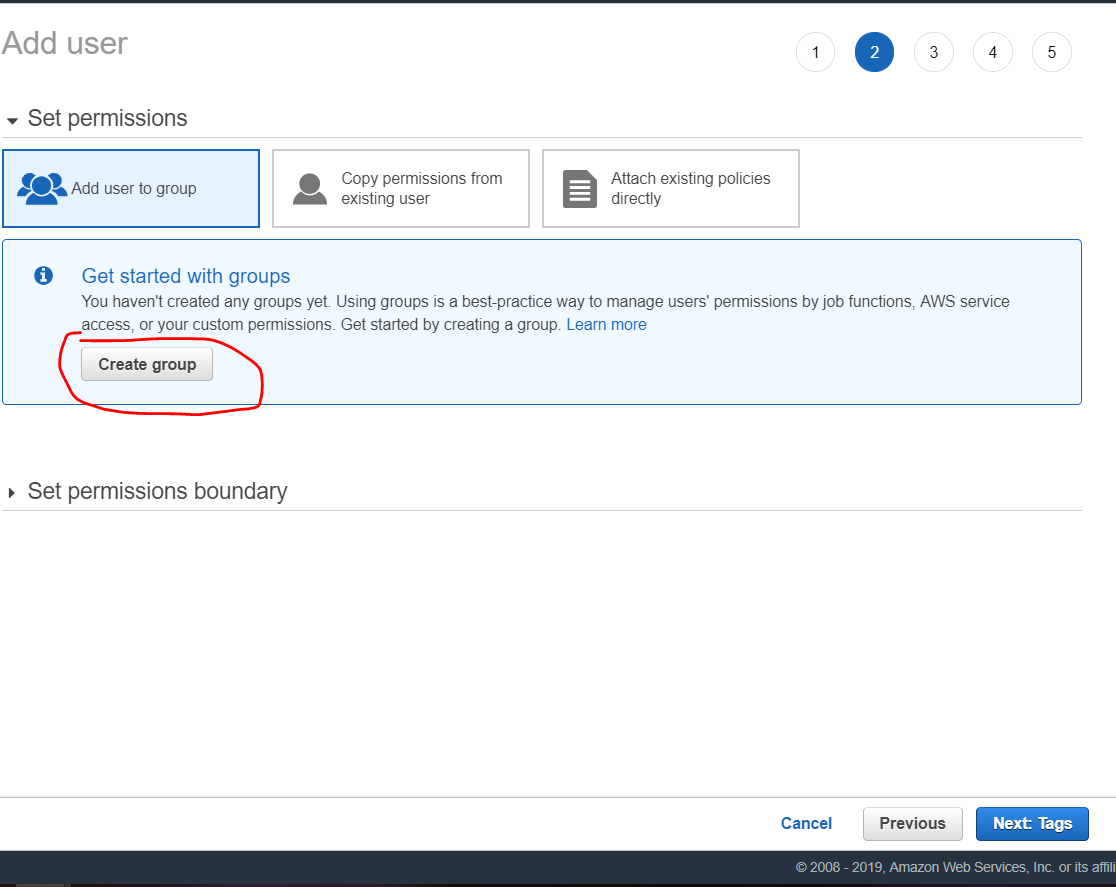 Add user
1 2 3 4 5
Set permissions
Add user to group
Copy permissions from
existing user
Attach existing policies
directly
Get started with groups
You haven't created any groups yet. Using groups is a best-practice way to manage users' permissions by job functions, AWS service
access, or your custom permissions. Get started by creating a group. Learn more
Create group
Set permissions boundary
Cancel Previous Next: Tags
© 2008 - 2019, Amazon Web Services, Inc. or its affili